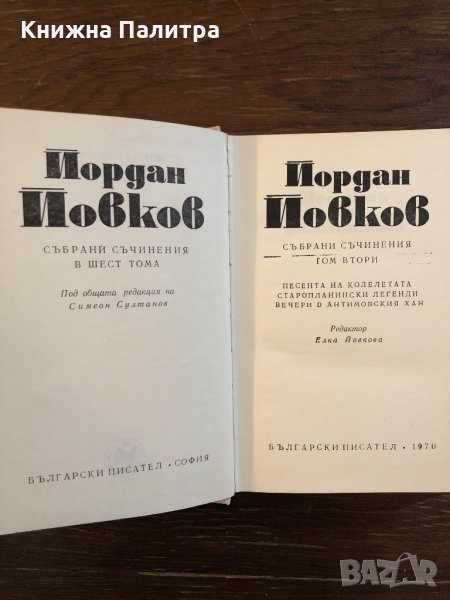 Книжна Палитра
Йордан
Йовков
СЪБРАНИ СЪЧИНЕНИЯ
В ШЕСТ ТОМА
Под общата редакция на
Симеон Султанов
БЪЛГАРСКИ ПИСАТЕЛ • СОФИЯ
Йордан
Йовков
СЪБРАНИ СЪЧИНЕНИЯ
ТОМ ВТОРИ
ПЕСЕНТА НА КОЛЕЛЕТАТА
СТАРОПЛАНИНСКИ ЛЕГЕНДИ
ВЕЧЕРИ В АНТИМОВСКИЯ ХАН
Редактор
Елка Йовкова
БЪЛГАРСКИ ПИСАТЕЛ • 1970
BAZAR